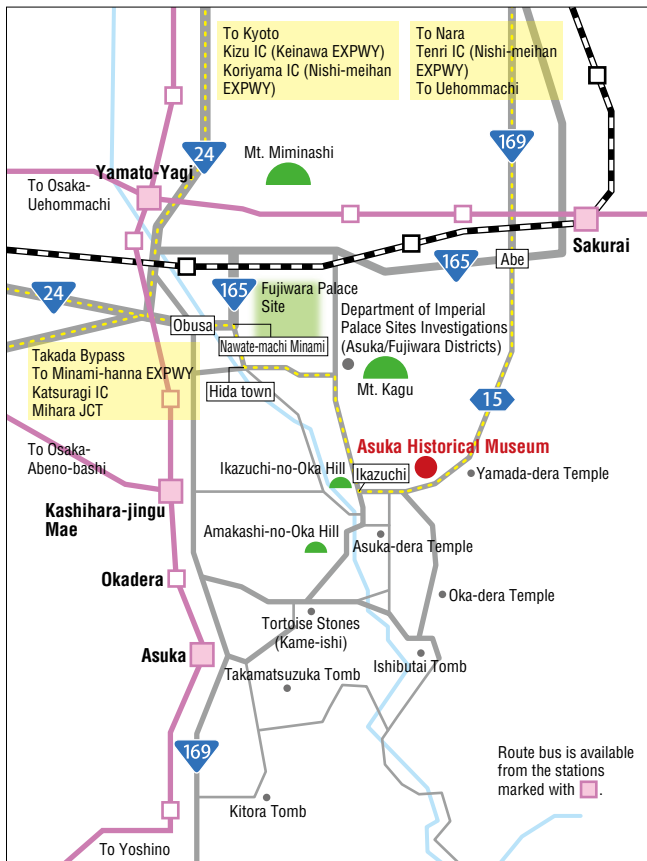 To Kyoto
Kizu IC (Keinawa EXPWY)
Koriyama IC (Nishi-meihan
EXPWY)
To Nara
Tenri IC (Nishi-meihan
EXPWY)
To Uehommachi
24
169
Mt. Miminashi
Yamato-Yagi
To Osaka-
Uehommachi
Sakurai
165
Abe
24
165
Fujiwara Palace
Site
Obusa
Nawate-machi Minami
Department of Imperial
Palace Sites Investigations
(Asuka/Fujiwara Districts)
Takada Bypass
To Minami-hanna EXPWY
Katsuragi IC
Mihara JCT
Hida town
Mt. Kagu
15
To Osaka-
Abeno-bashi
Asuka Historical Museum
Ikazuchi-no-Oka Hill
Ikazuchi
Yamada-dera Temple
Kashihara-jingu
Mae
Amakashi-no-Oka Hill
Asuka-dera Temple
Okadera
Oka-dera Temple
Tortoise Stones
(Kame-ishi)
Asuka
Ishibutai Tomb
Takamatsuzuka Tomb
169
Route bus is available
from the stations
marked with .
Kitora Tomb
To Yoshino